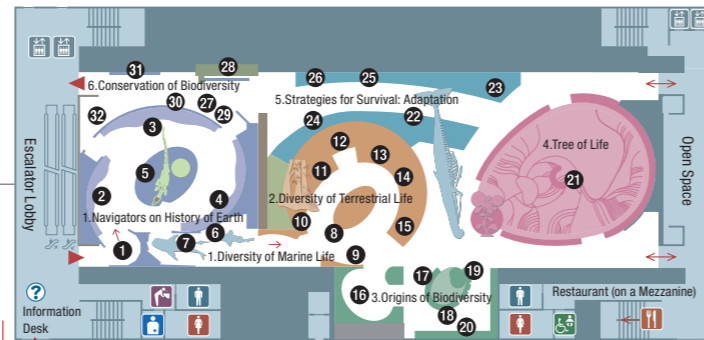 31
28
6.Conservation of Biodiversity
26
25
23
5.Strategies for Survival: Adaptation
32
30
27
29
3
24
22
12
13
4.Tree of Life
Escalator Lobby
Open Space
5
11
14
21
2
4
2.Diversity of Terrestrial Life
1.Navigators on History of Earth
10
8
15
1
7
6
1.Diversity of Marine Life
9
17
19
16
3.Origins of Biodiversity
18
20
?
Information
Desk
Restaurant (on a Mezzanine)